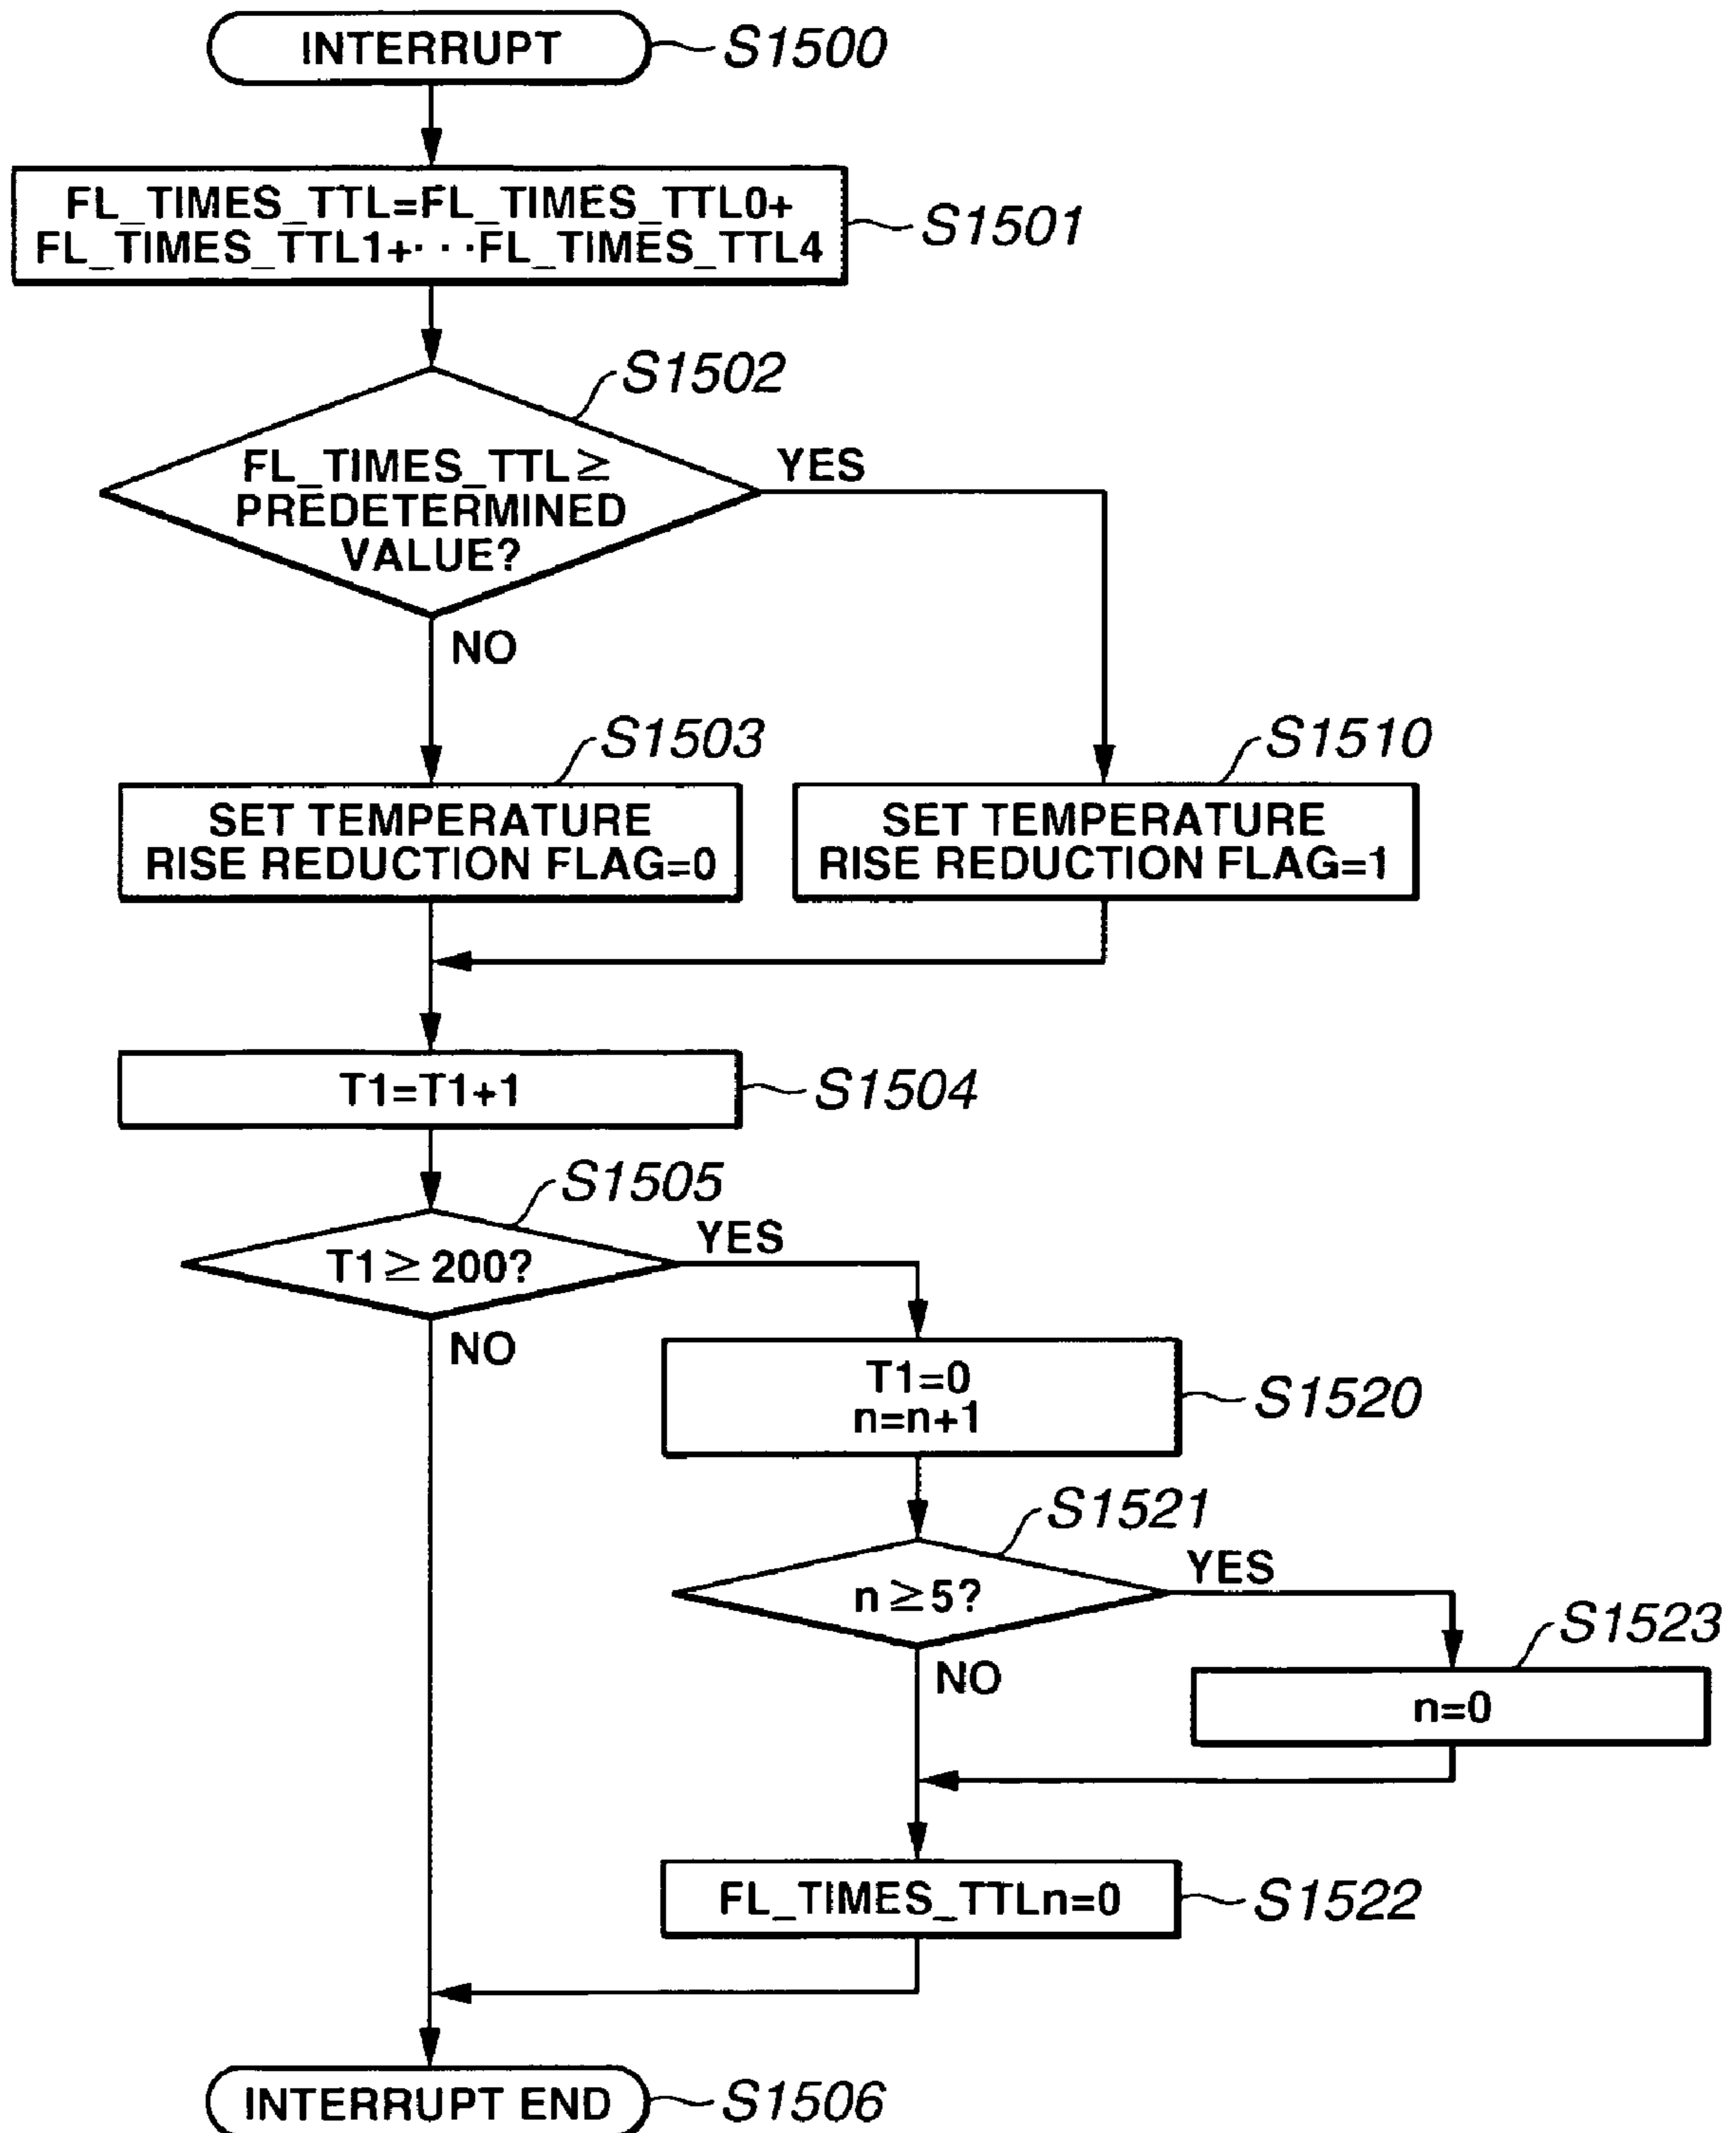 INTERRUPT
S1500
FL_TIMES_TTL=FL_TIMES_TTL0+
FL_TIMES_TTL1+···FL_TIMES_TTL4
S1501
S1502
FL_TIMES_TTL≥
PREDETERMINED
VALUE?
YES
NO
S1503
SET TEMPERATURE
RISE REDUCTION FLAG=0
S1510
SET TEMPERATURE
RISE REDUCTION FLAG=1
T1=T1+1
S1504
S1505
T1≥200?
YES
NO
T1=0
n=n+1
S1520
S1521
n≥5?
YES
NO
S1523
n=0
FL_TIMES_TTLn=0
S1522
INTERRUPT END
S1506